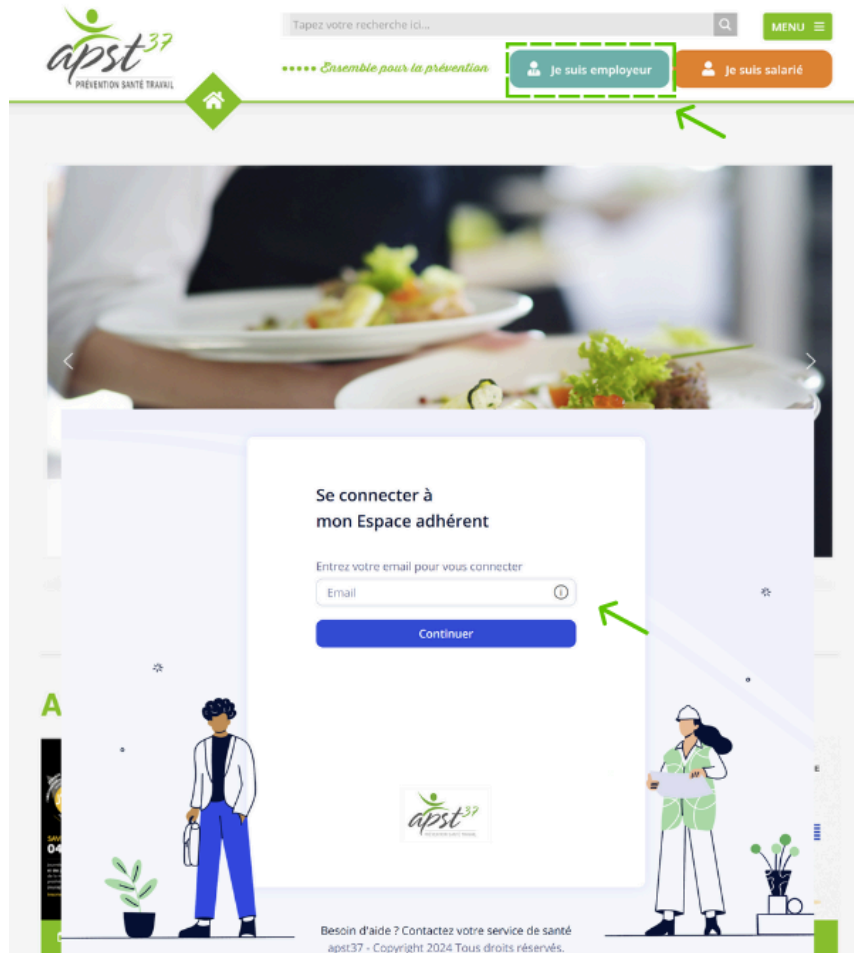 Tapez votre recherche ici...
MENU
apst37
PRÉVENTION SANTÉ TRAVAIL
Ensemble pour la prévention
Je suis employeur
Je suis salarié
Se connecter à
mon Espace adhérent
Entrez votre email pour vous connecter
Email
Continuer
A
04
apst37
Besoin d'aide ? Contactez votre service de santé
apst37 - Copyright 2024 Tous droits réservés.